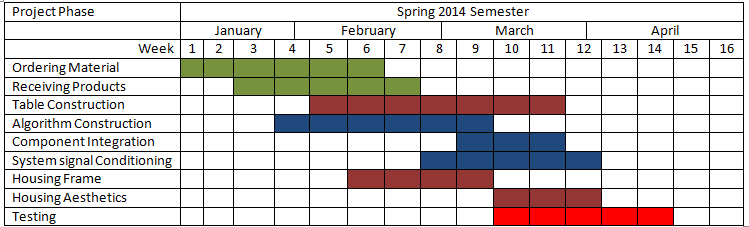 Project Phase Spring 2014 Semester
January February March April
Week 1 2 3 4 5 6 7 8 9 10 11 12 13 14 15 16
Ordering Material
Receiving Products
Table Construction
Algorithm Construction
Component Integration
System signal Conditioning
Housing Frame
Housing Aesthetics
Testing